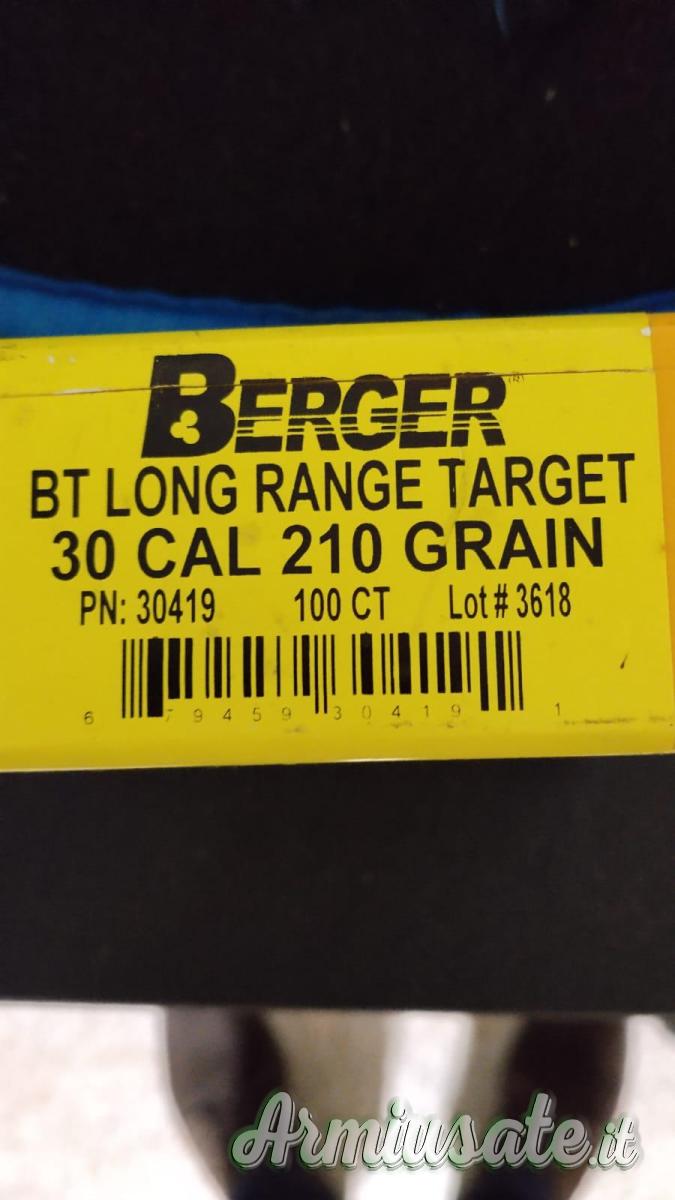 BERGER®
BT LONG RANGE TARGET
30 CAL 210 GRAIN
PN: 30419 100 CT Lot # 3618
6 79459 30419 1
Armiusate.it